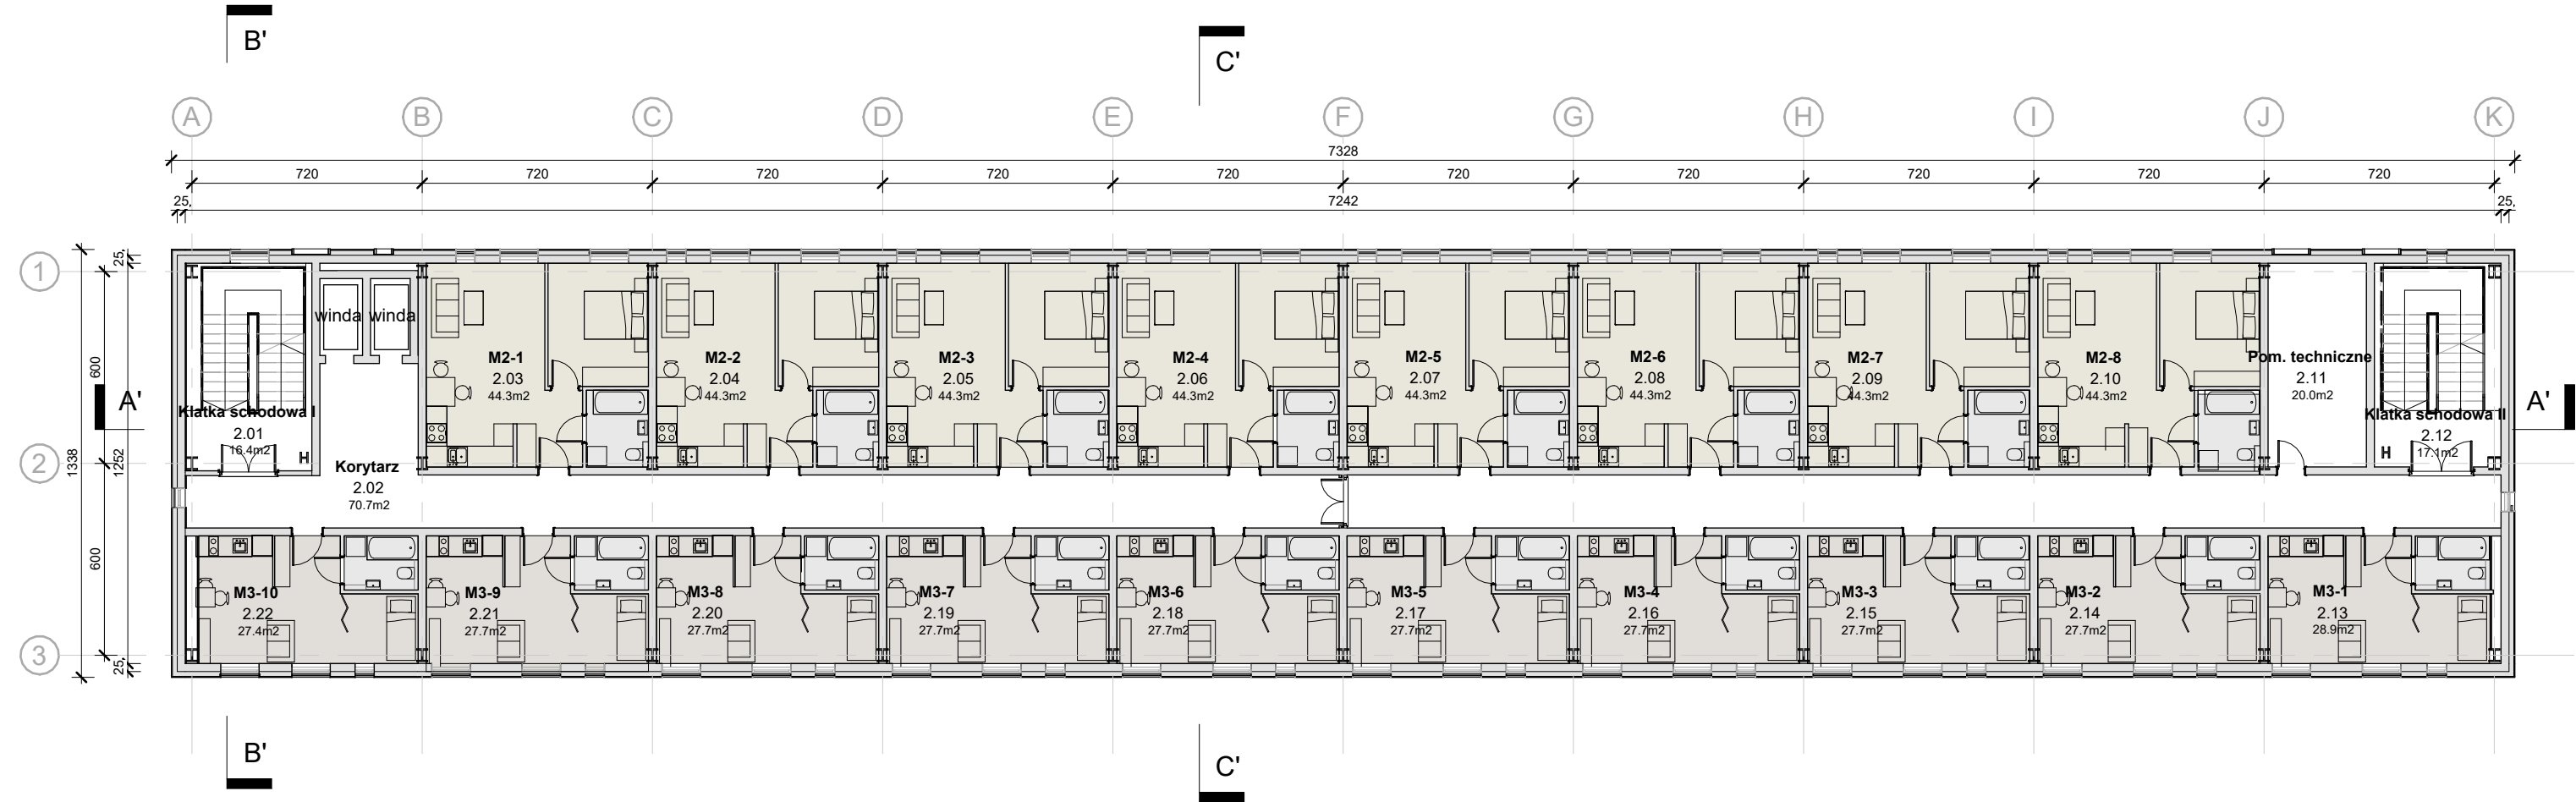 B'
C'
A
B
C
D
E
F
G
H
I
J
K
7328
720
720
720
720
720
720
720
720
720
720
25,
7242
25,
1
2
3
25,
600
600
1338
1252
25,
A'
A'
winda
winda
Klatka schodowa I
2.01
16.4m2
H
Korytarz
2.02
70.7m2
M2-1
2.03
44.3m2
M2-2
2.04
44.3m2
M2-3
2.05
44.3m2
M2-4
2.06
44.3m2
M2-5
2.07
44.3m2
M2-6
2.08
44.3m2
M2-7
2.09
44.3m2
M2-8
2.10
44.3m2
Pom. techniczne
2.11
20.0m2
Klatka schodowa II
2.12
17.1m2
H
M3-10
2.22
27.4m2
M3-9
2.21
27.7m2
M3-8
2.20
27.7m2
M3-7
2.19
27.7m2
M3-6
2.18
27.7m2
M3-5
2.17
27.7m2
M3-4
2.16
27.7m2
M3-3
2.15
27.7m2
M3-2
2.14
27.7m2
M3-1
2.13
28.9m2
B'
C'